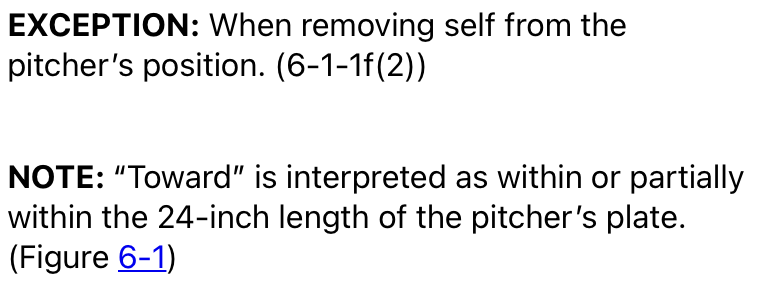 EXCEPTION: When removing self from the
pitcher’s position. (6-1-1f(2))
NOTE: “Toward” is interpreted as within or partially
within the 24-inch length of the pitcher’s plate.
(Figure 6-1)